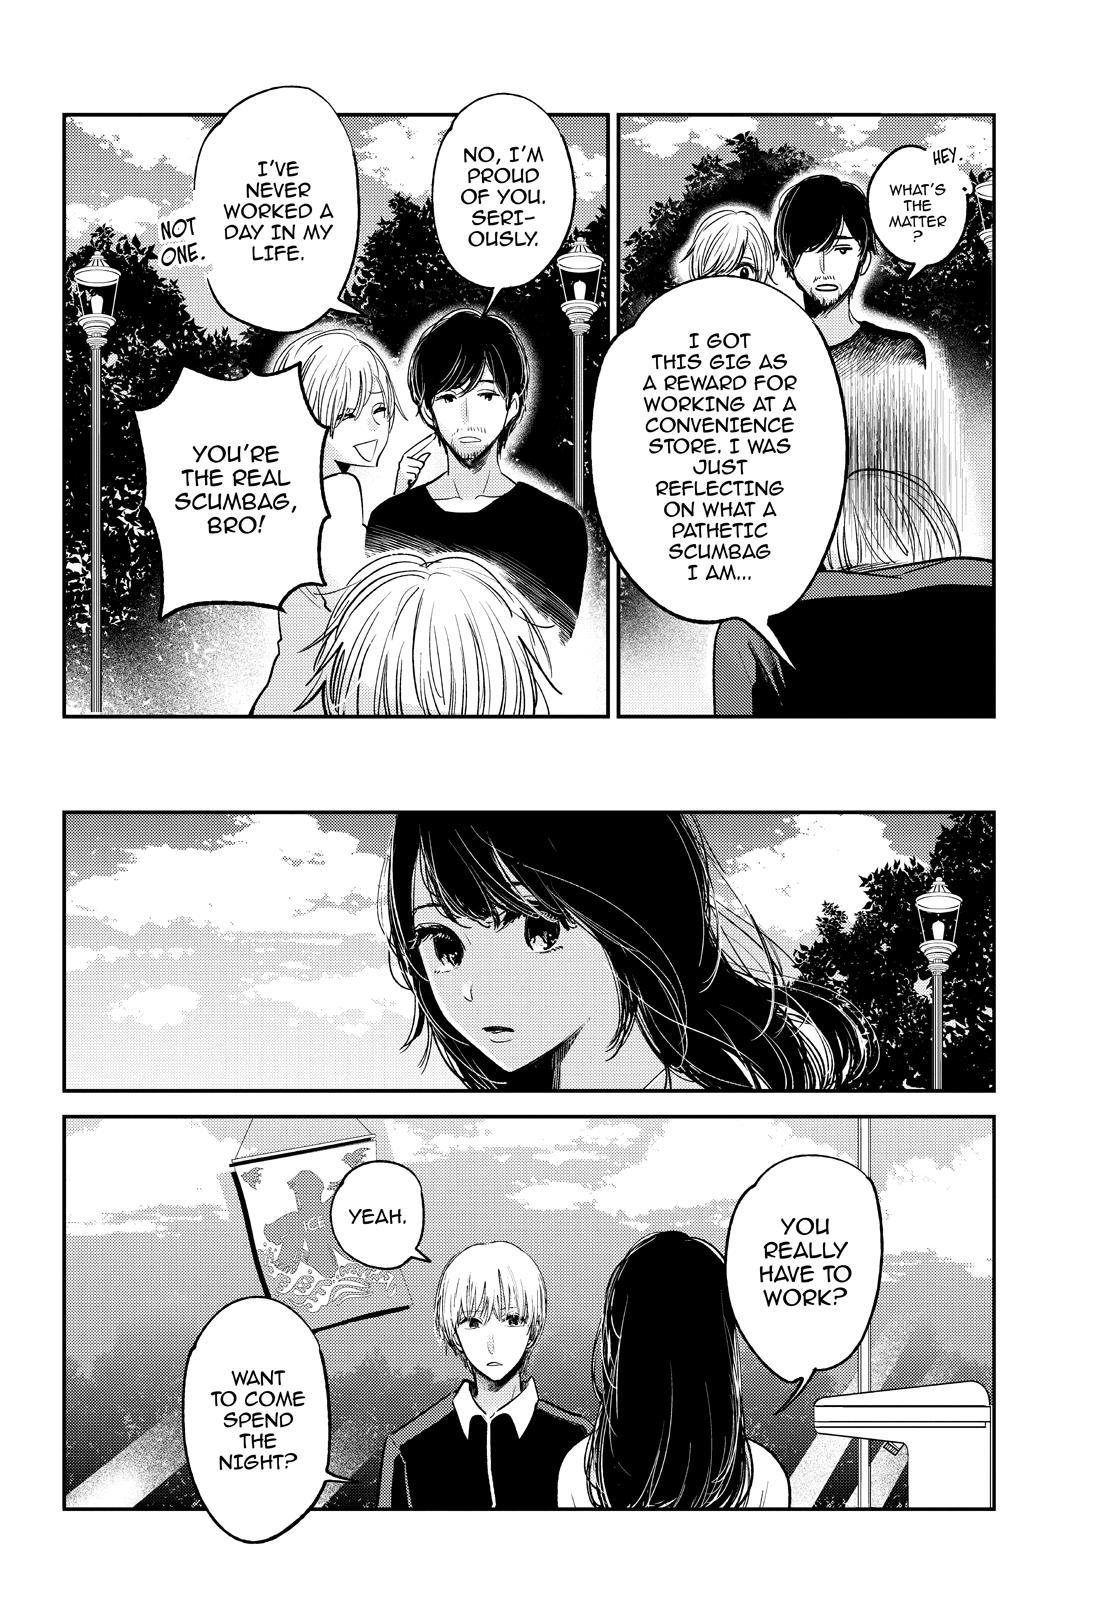 HEY.
WHAT'S
THE
MATTER
?
I GOT
THIS GIG AS
A REWARD FOR
WORKING AT A
CONVENIENCE
STORE. I WAS
JUST
REFLECTING
ON WHAT A
PATHETIC
SCUMBAG
I AM...
NO, I'M
PROUD
OF YOU.
SERI-
OUSLY.
I'VE
NEVER
WORKED A
DAY IN MY
LIFE.
NOT
ONE.
YOU'RE
THE REAL
SCUMBAG,
BRO!
YOU
REALLY
HAVE TO
WORK?
YEAH.
ICE
WANT
TO COME
SPEND
THE
NIGHT?